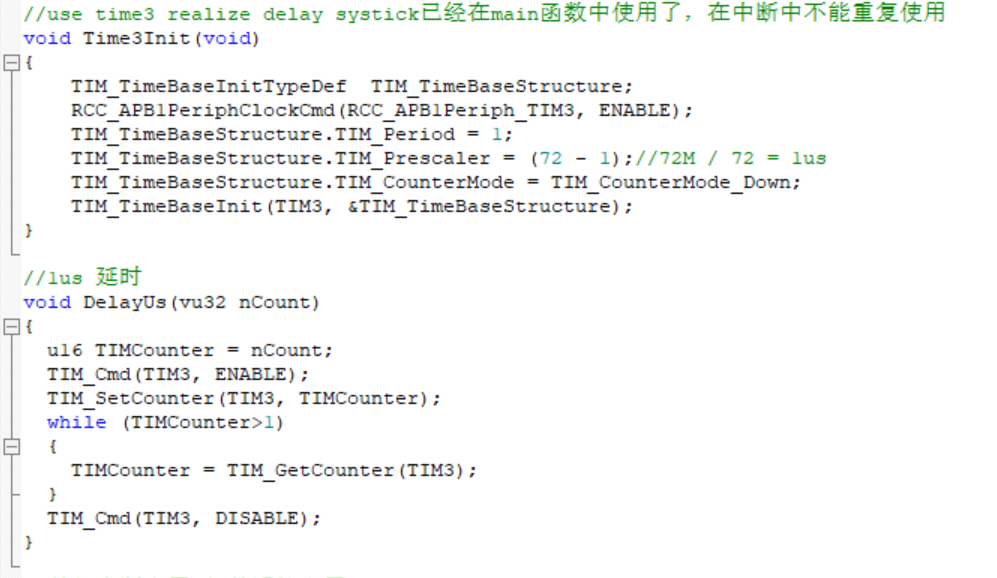 //use time3 realize delay systick已经在main函数中使用了，在中断中不能重复使用
void Time3Init(void)
{
TIM_TimeBaseInitTypeDef  TIM_TimeBaseStructure;
RCC_APB1PeriphClockCmd(RCC_APB1Periph_TIM3, ENABLE);
TIM_TimeBaseStructure.TIM_Period = 1;
TIM_TimeBaseStructure.TIM_Prescaler = (72 - 1);//72M / 72 = 1us
TIM_TimeBaseStructure.TIM_CounterMode = TIM_CounterMode_Down;
TIM_TimeBaseInit(TIM3, &TIM_TimeBaseStructure);
}
//1us 延时
void DelayUs(vu32 nCount)
{
u16 TIMCounter = nCount;
TIM_Cmd(TIM3, ENABLE);
TIM_SetCounter(TIM3, TIMCounter);
while (TIMCounter>1)
{
TIMCounter = TIM_GetCounter(TIM3);
}
TIM_Cmd(TIM3, DISABLE);
}